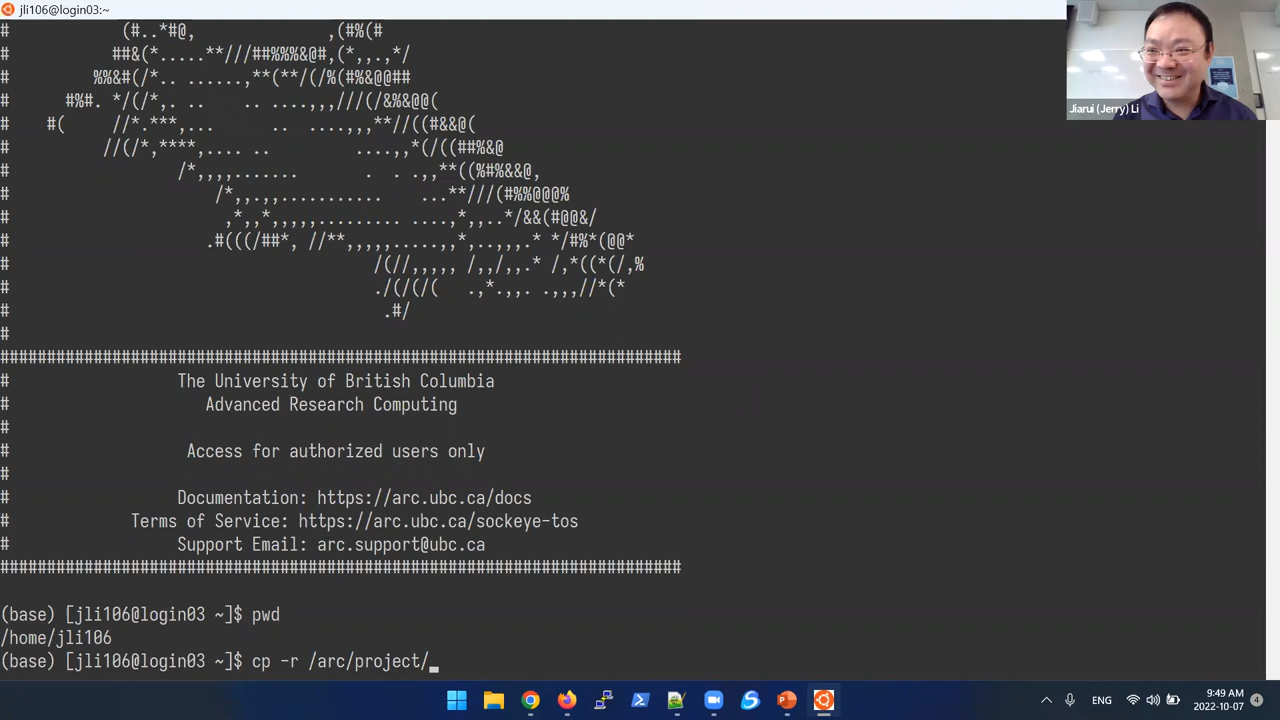 jli106@login03:~
#             (#..*#@,                 ,(#%(#
#            ##&(*.....**///##%%%&@#,(*,,.,*/
#          %%&#(/*.. ......,**(**/(/%(#%&@@##
#       #%#. */(/*,. ..     .. ....,,,///(/&%&@@(
#     #(      //*.***,...       ..  ....,,,**//((#&&@(
#           //(/*,****,.... ..          ....,,*(/((##%&@
#                    /*,,,,.......        .  . .,,**((%#%&&@,
#                        /*,,.,,...........     ...**///(#%%@@@%
#                         ,*,,*,,,,,,......... ....,*,,..*/&&(#@@&/
#                       .#(((/##*, //**,,,,,.....,,*,..,,,.* */#%*(@@*
#                                         /(//,,,,, /,,/,,.* /,*((*(/,%
#                                         ./(/(/(   .,*.,,. .,,,//*(*
#                                          .#/
#
#########################################################################
#                   The University of British Columbia
#                      Advanced Research Computing
#
#                    Access for authorized users only
#
#                   Documentation: https://arc.ubc.ca/docs
#              Terms of Service: https://arc.ubc.ca/sockeye-tos
#                   Support Email: arc.support@ubc.ca
#########################################################################
(base) [jli106@login03 ~]$ pwd
/home/jli106
(base) [jli106@login03 ~]$ cp -r /arc/project/_
Jiarui (Jerry) Li
ENG
9:49 AM
2022-10-07
4